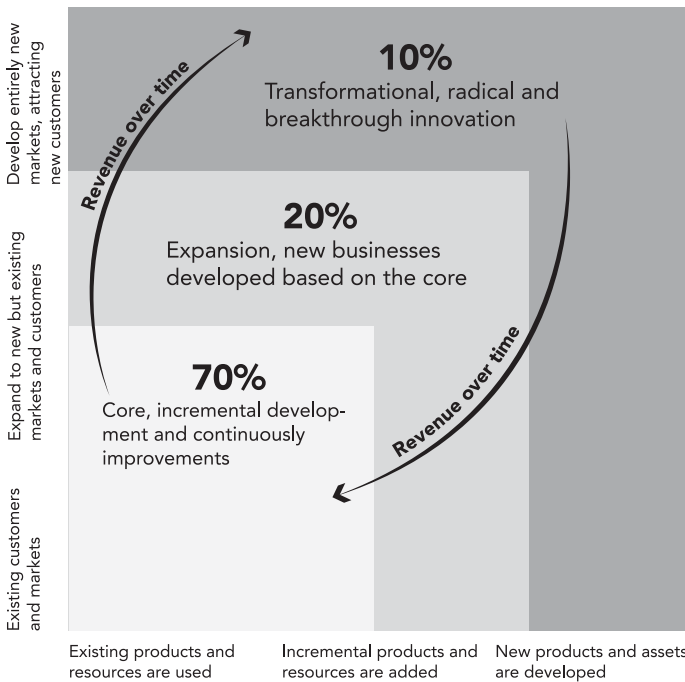 Develop entirely new
markets, attracting
new customers
Expand to new but existing
markets and customers
Existing customers
and markets
Revenue over time
10%
Transformational, radical and
breakthrough innovation
20%
Expansion, new businesses
developed based on the core
70%
Core, incremental develop-
ment and continuously
improvements
Revenue over time
Existing products and
resources are used
Incremental products and
resources are added
New products and assets
are developed